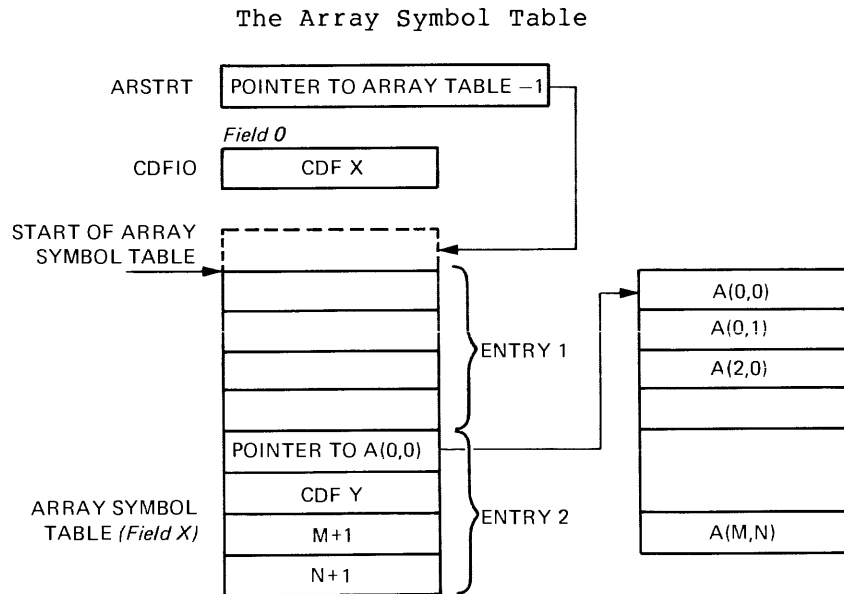 The Array Symbol Table
ARSTRT
POINTER TO ARRAY TABLE −1
Field 0
CDFIO
CDF X
START OF ARRAY
SYMBOL TABLE
ENTRY 1
POINTER TO A(0,0)
CDF Y
M+1
N+1
ENTRY 2
ARRAY SYMBOL
TABLE (Field X)
A(0,0)
A(0,1)
A(2,0)
A(M,N)